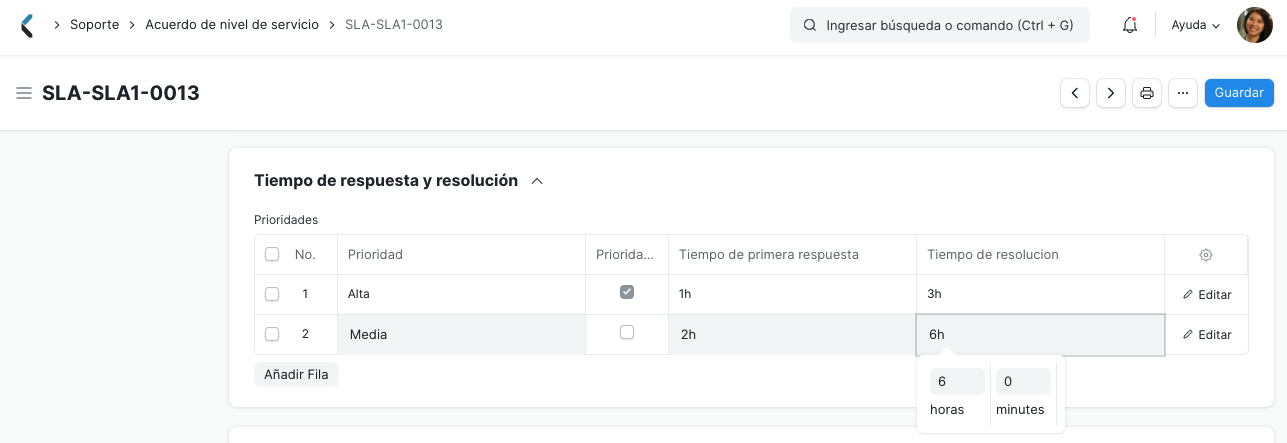 Soporte Acuerdo de nivel de servicio SLA-SLA1-0013 Ingresar búsqueda o comando (Ctrl + G) Ayuda
SLA-SLA1-0013 Guardar
Tiempo de respuesta y resolución
Prioridades
No. Prioridad Priorida... Tiempo de primera respuesta Tiempo de resolucion
1 Alta 1h 3h Editar
2 Media 2h 6h Editar
Añadir Fila
6 0
horas minutes